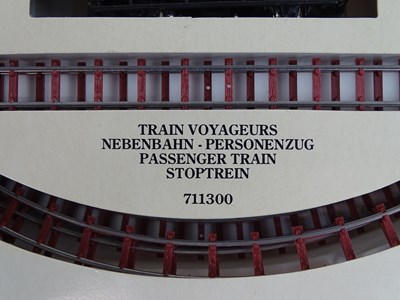 TRAIN VOYAGEURS
NEBENBAHN - PERSONENZUG
PASSENGER TRAIN
STOPTREIN
711300